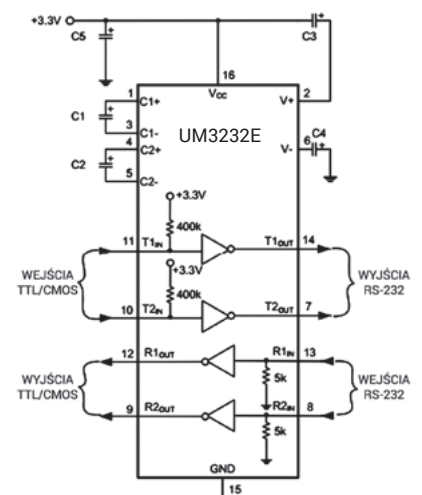 +3.3V
C5
C3
16
1
C1+
VCC
V+
2
C1
3
C1-
UM3232E
4
C2+
V-
6
C4
C2
5
C2-
+3.3V
400k
11
T1IN
T1OUT
14
+3.3V
WEJŚCIA
TTL/CMOS
400k
WYJŚCIA
RS-232
10
T2IN
T2OUT
7
12
R1OUT
R1IN
13
5k
WYJŚCIA
TTL/CMOS
WEJŚCIA
RS-232
9
R2OUT
R2IN
8
5k
GND
15